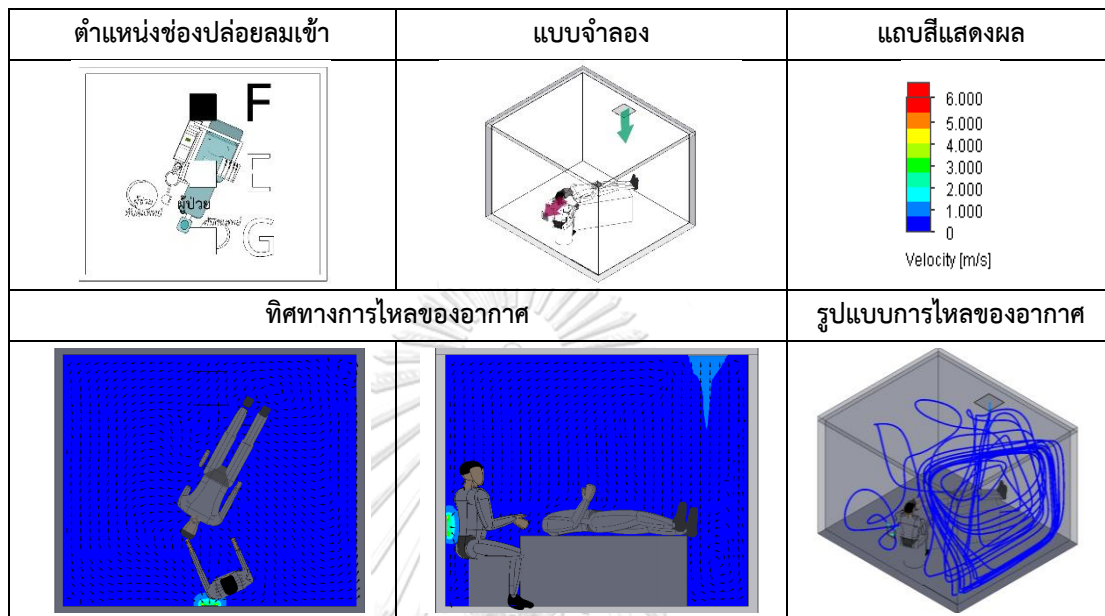 ตำแหน่งช่องปล่อยลมเข้า
แบบจำลอง
แถบสีแสดงผล
F
E
G
ผู้ป่วย
6.000
5.000
4.000
3.000
2.000
1.000
0
Velocity [m/s]
ทิศทางการไหลของอากาศ
รูปแบบการไหลของอากาศ